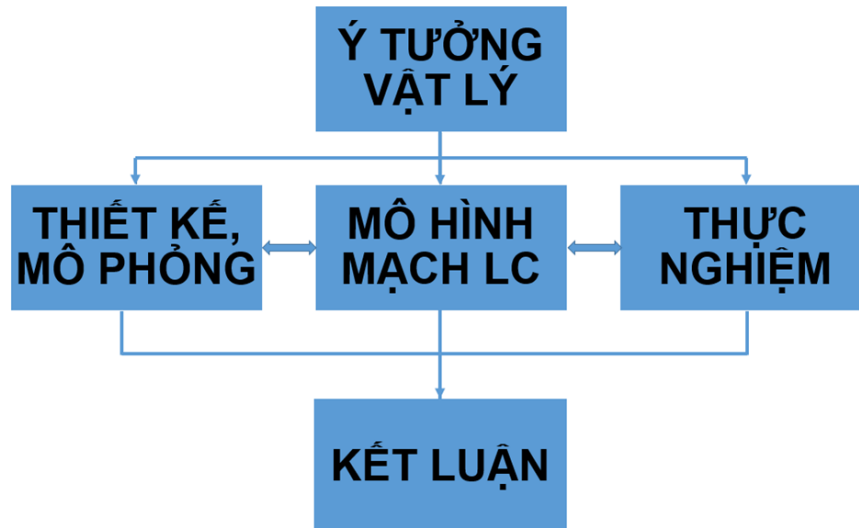 Ý TƯỞNG
VẬT LÝ
THIẾT KẾ,
MÔ PHỎNG
MÔ HÌNH
MẠCH LC
THỰC
NGHIỆM
KẾT LUẬN